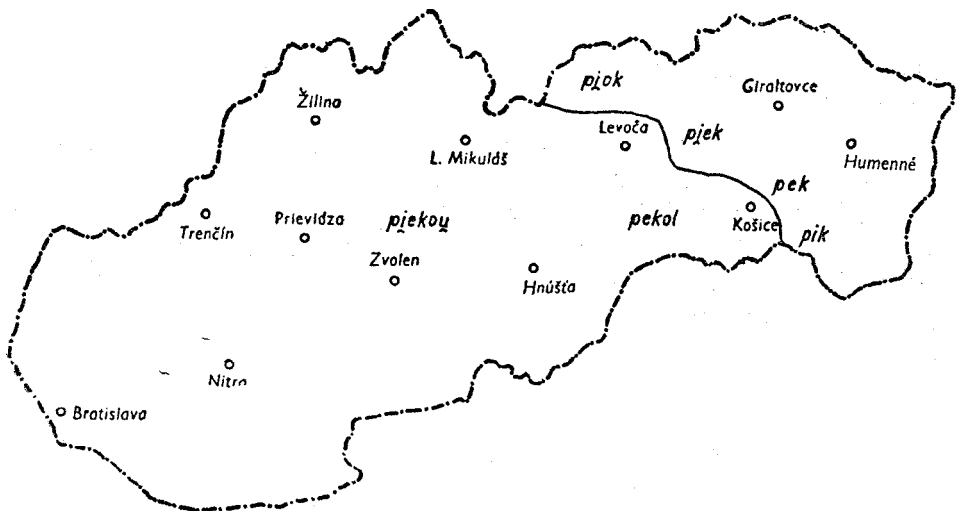 pi̯ok
Giraltovce
Žilina
Levoča
pi̯ek
L. Mikuláš
Humenné
pek
Trenčín
Prievidza
pi̯ekou̯
pekol
Košice
pik
Zvolen
Hnúšťa
Nitra
Bratislava